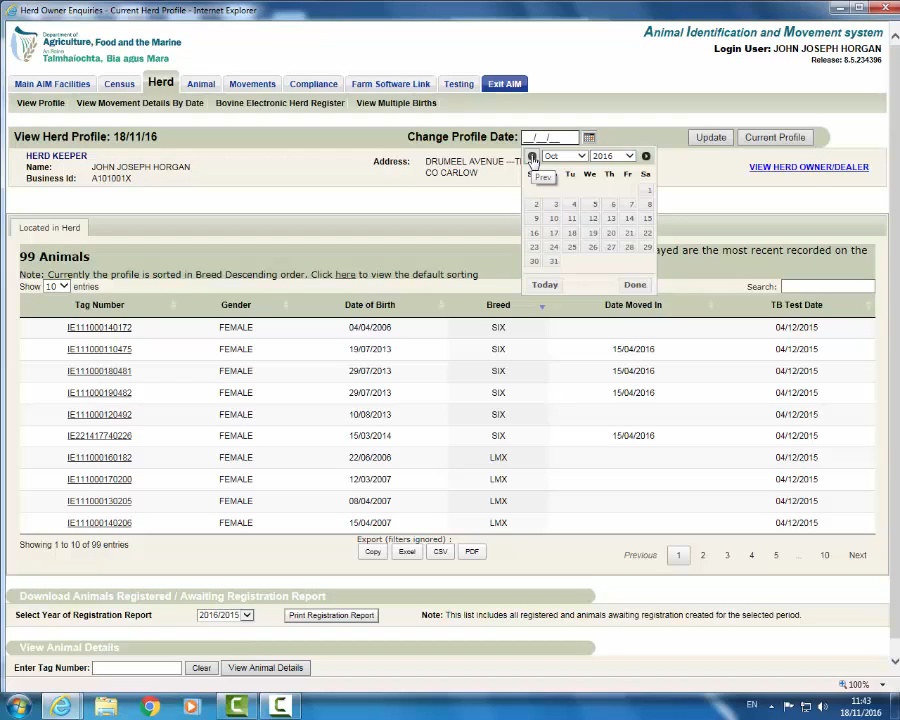 Herd Owner Enquiries - Current Herd Profile - Internet Explorer
Department of
Agriculture, Food and the Marine
An Roinn
Talmhaíochta, Bia agus Mara
Animal Identification and Movement system
Login User: JOHN JOSEPH HORGAN
Release: 8.5.234396
Main AIM Facilities Census Herd Animal Movements Compliance Farm Software Link Testing Exit AIM
View Profile View Movement Details By Date Bovine Electronic Herd Register View Multiple Births
View Herd Profile: 18/11/16 Change Profile Date: __/__/__ Update Current Profile
HERD KEEPER
Name: JOHN JOSEPH HORGAN
Business Id: A101001X
Address: DRUMEEL AVENUE ---T
CO CARLOW
VIEW HERD OWNER/DEALER
Oct 2016
Prev
Tu We Th Fr Sa
1
2 3 4 5 6 7 8
9 10 11 12 13 14 15
16 17 18 19 20 21 22
23 24 25 26 27 28 29
30 31
Today Done
Located in Herd
99 Animals
ayed are the most recent recorded on the
Note: Currently the profile is sorted in Breed Descending order. Click here to view the default sorting
Show 10 entries Search:
Tag Number Gender Date of Birth Breed Date Moved In TB Test Date
IE111000140172 FEMALE 04/04/2006 SIX 04/12/2015
IE111000110475 FEMALE 19/07/2013 SIX 15/04/2016 04/12/2015
IE111000180481 FEMALE 29/07/2013 SIX 15/04/2016 04/12/2015
IE111000190482 FEMALE 29/07/2013 SIX 15/04/2016 04/12/2015
IE111000120492 FEMALE 10/08/2013 SIX 04/12/2015
IE221417740226 FEMALE 15/03/2014 SIX 15/04/2016 04/12/2015
IE111000160182 FEMALE 22/06/2006 LMX 04/12/2015
IE111000170200 FEMALE 12/03/2007 LMX 04/12/2015
IE111000130205 FEMALE 08/04/2007 LMX 04/12/2015
IE111000140206 FEMALE 15/04/2007 LMX 04/12/2015
Showing 1 to 10 of 99 entries
Export (filters ignored) :
Copy Excel CSV PDF
Previous 1 2 3 4 5 ... 10 Next
Download Animals Registered / Awaiting Registration Report
Select Year of Registration Report 2016/2015 Print Registration Report Note: This list includes all registered and animals awaiting registration created for the selected period.
View Animal Details
Enter Tag Number: Clear View Animal Details
100%
EN
11:43
18/11/2016